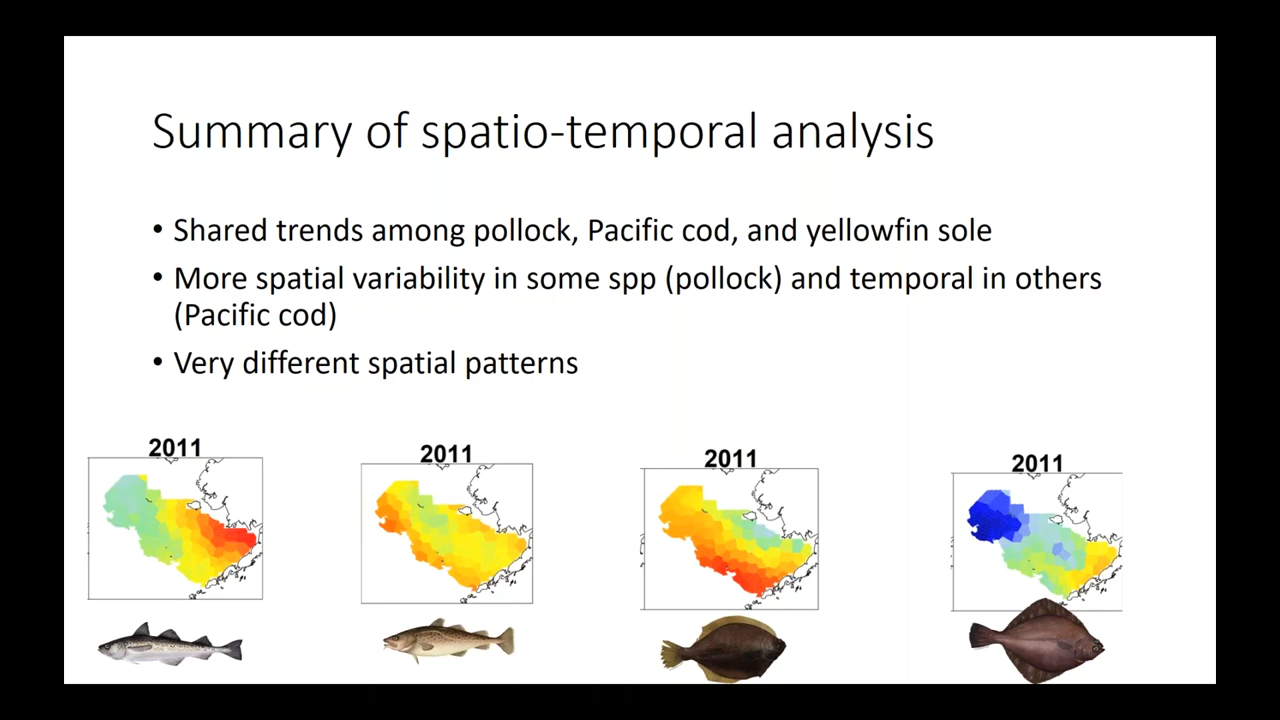 Summary of spatio-temporal analysis
• Shared trends among pollock, Pacific cod, and yellowfin sole
• More spatial variability in some spp (pollock) and temporal in others
(Pacific cod)
• Very different spatial patterns
2011
2011
2011
2011